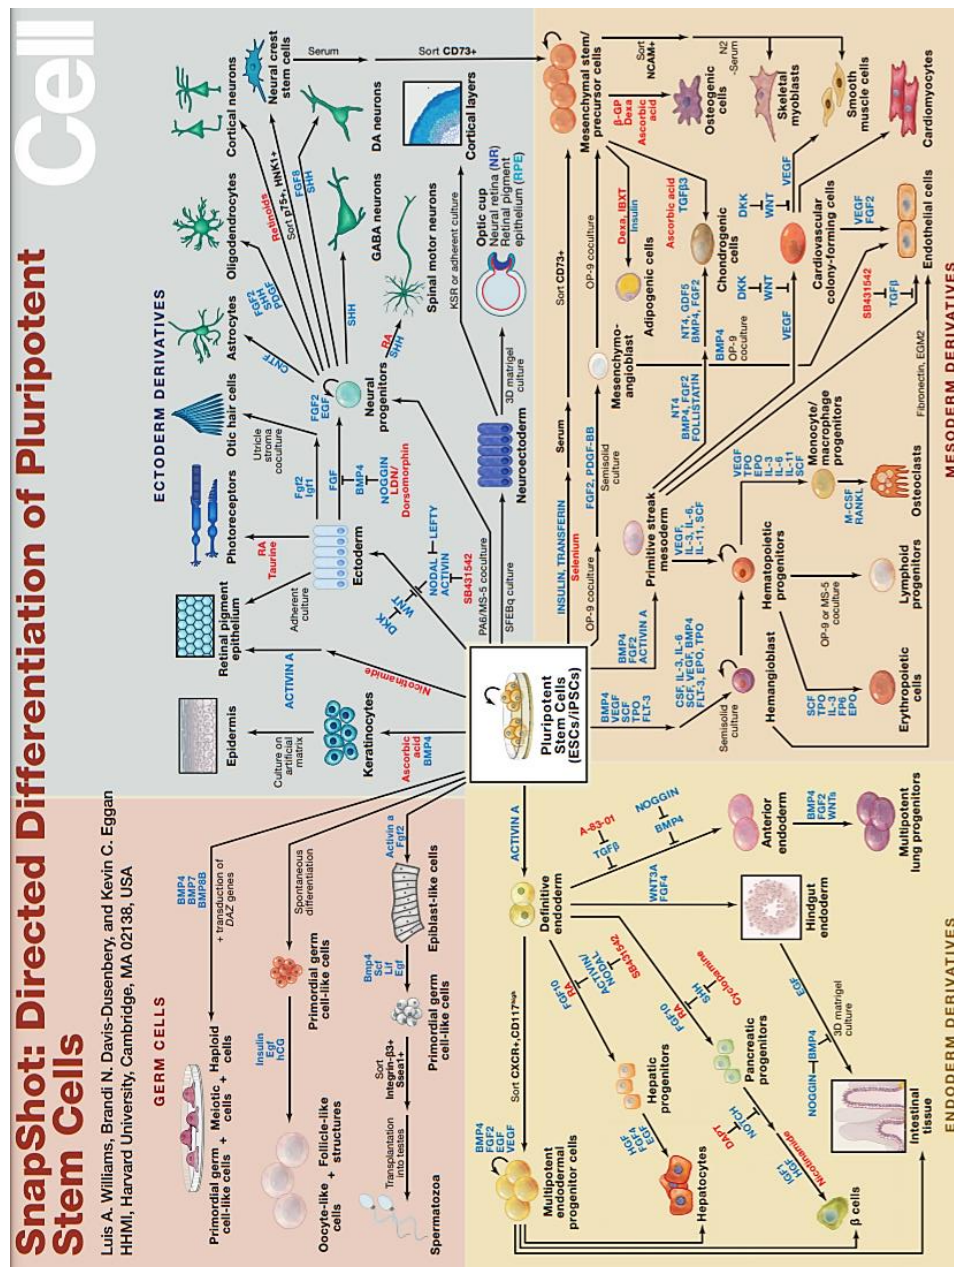 SnapShot: Directed Differentiation of Pluripotent
Stem Cells
Cell
Luis A. Williams, Brandi N. Davis-Dusenbery, and Kevin C. Eggan
HHMI, Harvard University, Cambridge, MA 02138, USA
GERM CELLS
BMP4
BMP7
BMP8B
+ transduction of
DAZ genes
Primordial germ + Meiotic + Haploid
cell-like cells cells cells
Spontaneous
differentiation
Primordial germ
cell-like cells
Insulin
Egf
hCG
Oocyte-like + Follicle-like
cells structures
Activin a
Fgf2
Epiblast-like cells
Bmp4
Scf
Lif
Egf
Primordial germ
cell-like cells
Sort
Integrin-β3+
Ssea1+
Transplantation
into testes
Spermatozoa
ECTODERM DERIVATIVES
Epidermis
Culture on
artificial
matrix
Keratinocytes
Ascorbic
acid
BMP4
Retinal pigment
epithelium
ACTIVIN A
Nicotinamide
Adherent
culture
Photoreceptors
RA
Taurine
Otic hair cells
Utricle
stroma
coculture
Fgf2
Igf1
Ectoderm
DKK
WNT
NODAL
ACTIVIN
LEFTY
SB431542
FGF
BMP4
NOGGIN
LDN/
Dorsomorphin
FGF2
EGF
Neural
progenitors
Astrocytes
CNTF
Oligodendrocytes
FGF2
SHH
PDGF
Cortical neurons
Retinoids
Sort p75+, HNK1+
Neural crest
stem cells
FGF8
SHH
DA neurons
SHH
GABA neurons
RA
SHH
Spinal motor neurons
Serum
Sort CD73+
PA6/MS-5 coculture
SFEBq culture
Neuroectoderm
KSR or adherent culture
Cortical layers
3D matrigel
culture
Optic cup
Neural retina (NR)
Retinal pigment
epithelium (RPE)
Pluripotent
Stem Cells
(ESCs/iPSCs)
MESODERM DERIVATIVES
INSULIN, TRANSFERIN
Selenium
Serum
Sort CD73+
Mesenchymal stem/
precursor cells
OP-9 coculture
FGF2, PDGF-BB
Semisolid
culture
Mesenchymo-
angioblast
OP-9 coculture
Dexa, IBXT
Insulin
Adipogenic cells
Ascorbic acid
TGFβ3
Chondrogenic
cells
β-GP
Dexa
Ascorbic
acid
Osteogenic
cells
Sort
NCAM+
N2
-Serum
Skeletal
myoblasts
Smooth
muscle cells
Cardiomyocytes
BMP4
FGF2
ACTIVIN A
Primitive streak
mesoderm
NT4
BMP4, FGF2
FOLLISTATIN
NT4, GDF5
BMP4, FGF2
BMP4
OP-9
coculture
DKK
WNT
VEGF
Cardiovascular
colony-forming cells
DKK
WNT
VEGF
VEGF
FGF2
Endothelial cells
SB431542
TGFβ
Fibronectin, EGM2
BMP4
VEGF
SCF
TPO
FLT-3
Semisolid
culture
Hemangioblast
CSF, IL-3, IL-6
SCF, VEGF, BMP4
FLT-3, EPO, TPO
VEGF,
IL-3, IL-6,
IL-11, SCF
Hematopoietic
progenitors
VEGF
TPO
EPO
IL-3
IL-6
IL-11
SCF
Monocyte/
macrophage
progenitors
M-CSF
RANKL
Osteoclasts
OP-9 or MS-5
coculture
Lymphoid
progenitors
SCF
TPO
IL-3
FP6
EPO
Erythropoietic
cells
ENDODERM DERIVATIVES
ACTIVIN A
Definitive
endoderm
Sort CXCR+,CD117high
BMP4
FGF2
EGF
VEGF
Multipotent
endodermal
progenitor cells
FGF10
RA
ACTIVIN/
NODAL
SB431542
Hepatic
progenitors
HGF
FGF4
EGF
Hepatocytes
FGF10
RA
SHH
Cyclopamine
Pancreatic
progenitors
DAPT
NOTCH
IGF1
HGF
Nicotinamide
β cells
WNT3A
FGF4
Hindgut
endoderm
EGF
NOGGIN
BMP4
3D matrigel
culture
Intestinal
tissue
A-83-01
TGFβ
NOGGIN
BMP4
Anterior
endoderm
BMP4
FGF2
WNTs
Multipotent
lung progenitors